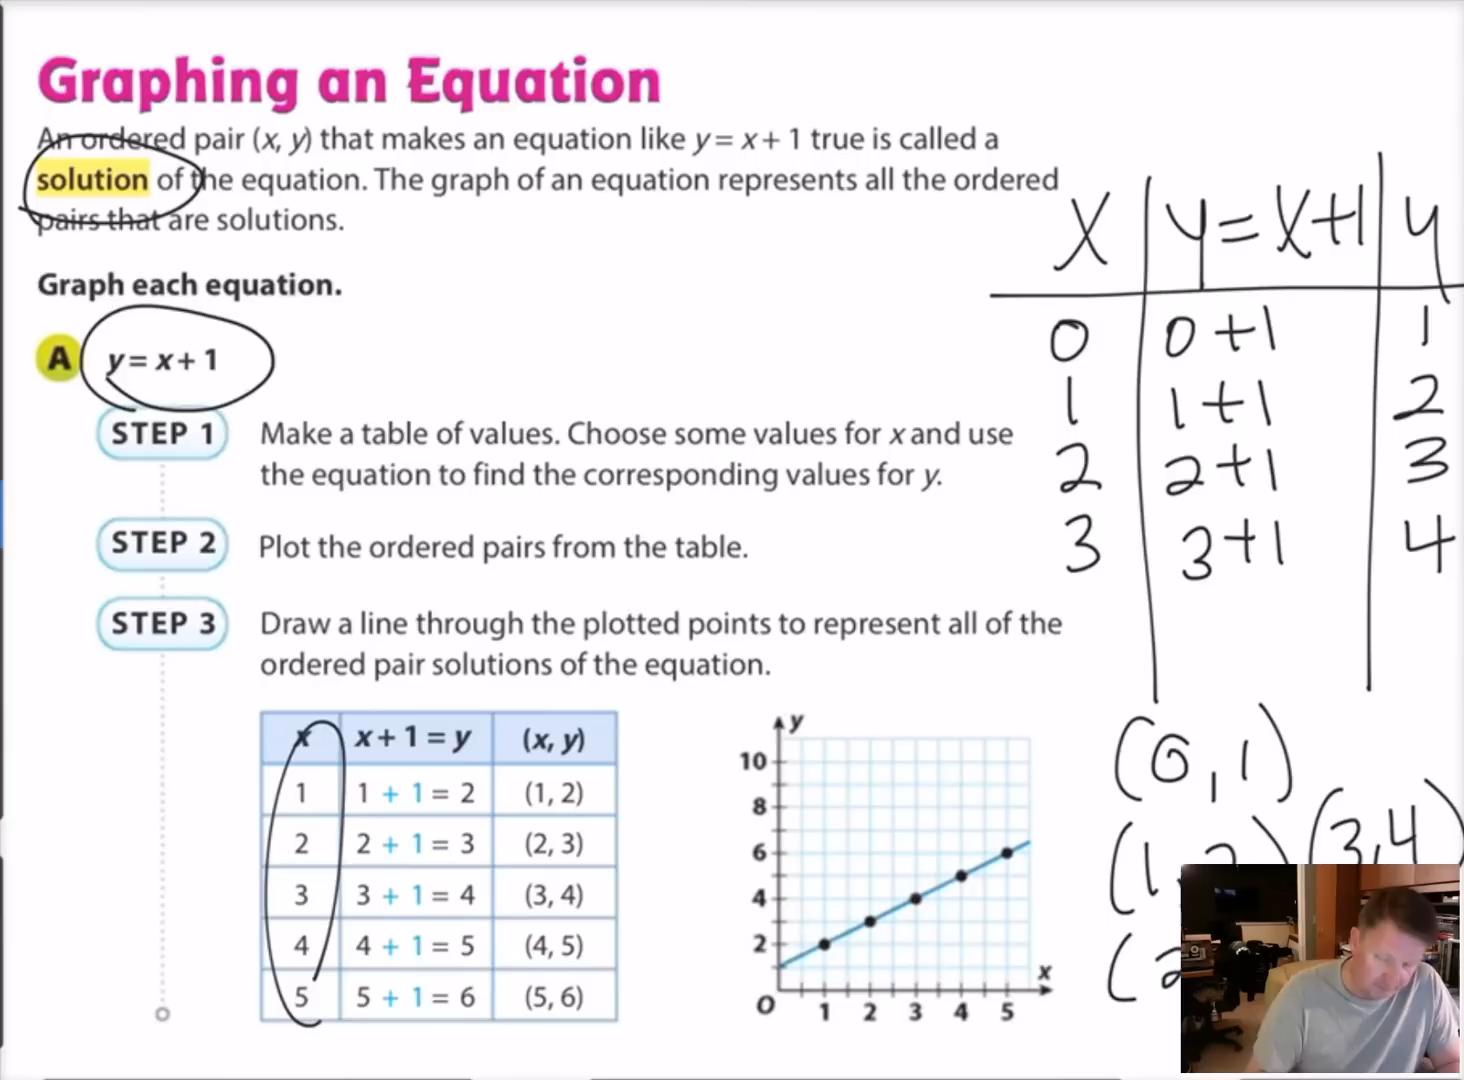 Graphing an Equation
An ordered pair (x, y) that makes an equation like y = x + 1 true is called a
solution of the equation. The graph of an equation represents all the ordered
pairs that are solutions.
Graph each equation.
A y = x + 1
STEP 1 Make a table of values. Choose some values for x and use
the equation to find the corresponding values for y.
STEP 2 Plot the ordered pairs from the table.
STEP 3 Draw a line through the plotted points to represent all of the
ordered pair solutions of the equation.
x x + 1 = y (x, y)
1 1 + 1 = 2 (1, 2)
2 2 + 1 = 3 (2, 3)
3 3 + 1 = 4 (3, 4)
4 4 + 1 = 5 (4, 5)
5 5 + 1 = 6 (5, 6)
y
10
8
6
4
2
O 1 2 3 4 5
x
x y = x+1 y
0 0+1 1
1 1+1 2
2 2+1 3
3 3+1 4
(0,1)
(1, 2) (3,4)
(2